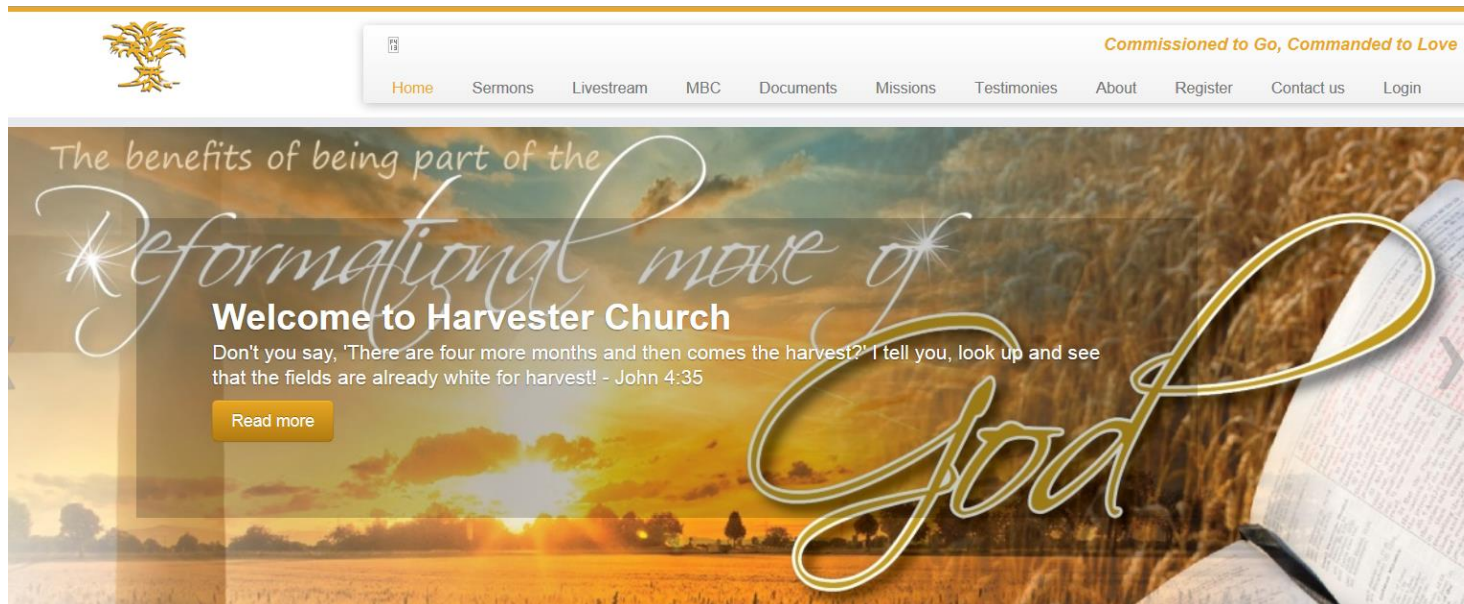 Commissioned to Go, Commanded to Love
Home Sermons Livestream MBC Documents Missions Testimonies About Register Contact us Login
The benefits of being part of the
Reformational move of
God
Welcome to Harvester Church
Don't you say, 'There are four more months and then comes the harvest?' I tell you, look up and see
that the fields are already white for harvest! - John 4:35
Read more